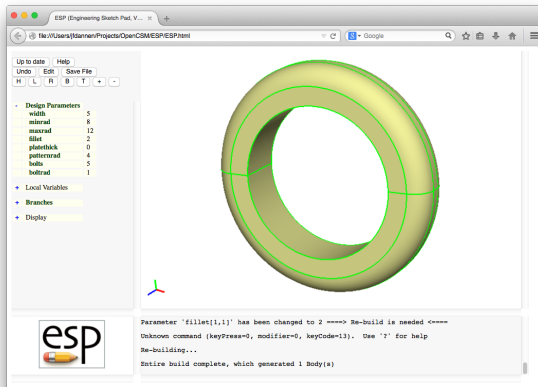 ESP (Engineering Sketch Pad, V...
file:///Users/jfdannen/Projects/OpenCSM/ESP/ESP.html
Google
Up to date Help
Undo Edit Save File
H L R B T + -
- Design Parameters
width 5
minrad 8
maxrad 12
fillet 2
platethick 0
patternrad 4
bolts 5
boltrad 1
+ Local Variables
+ Branches
+ Display
esp
Parameter 'fillet[1,1]' has been changed to 2 ====> Re-build is needed <====
Unknown command (keyPress=0, modifier=0, keyCode=13). Use '?' for help
Re-building...
Entire build complete, which generated 1 Body(s)